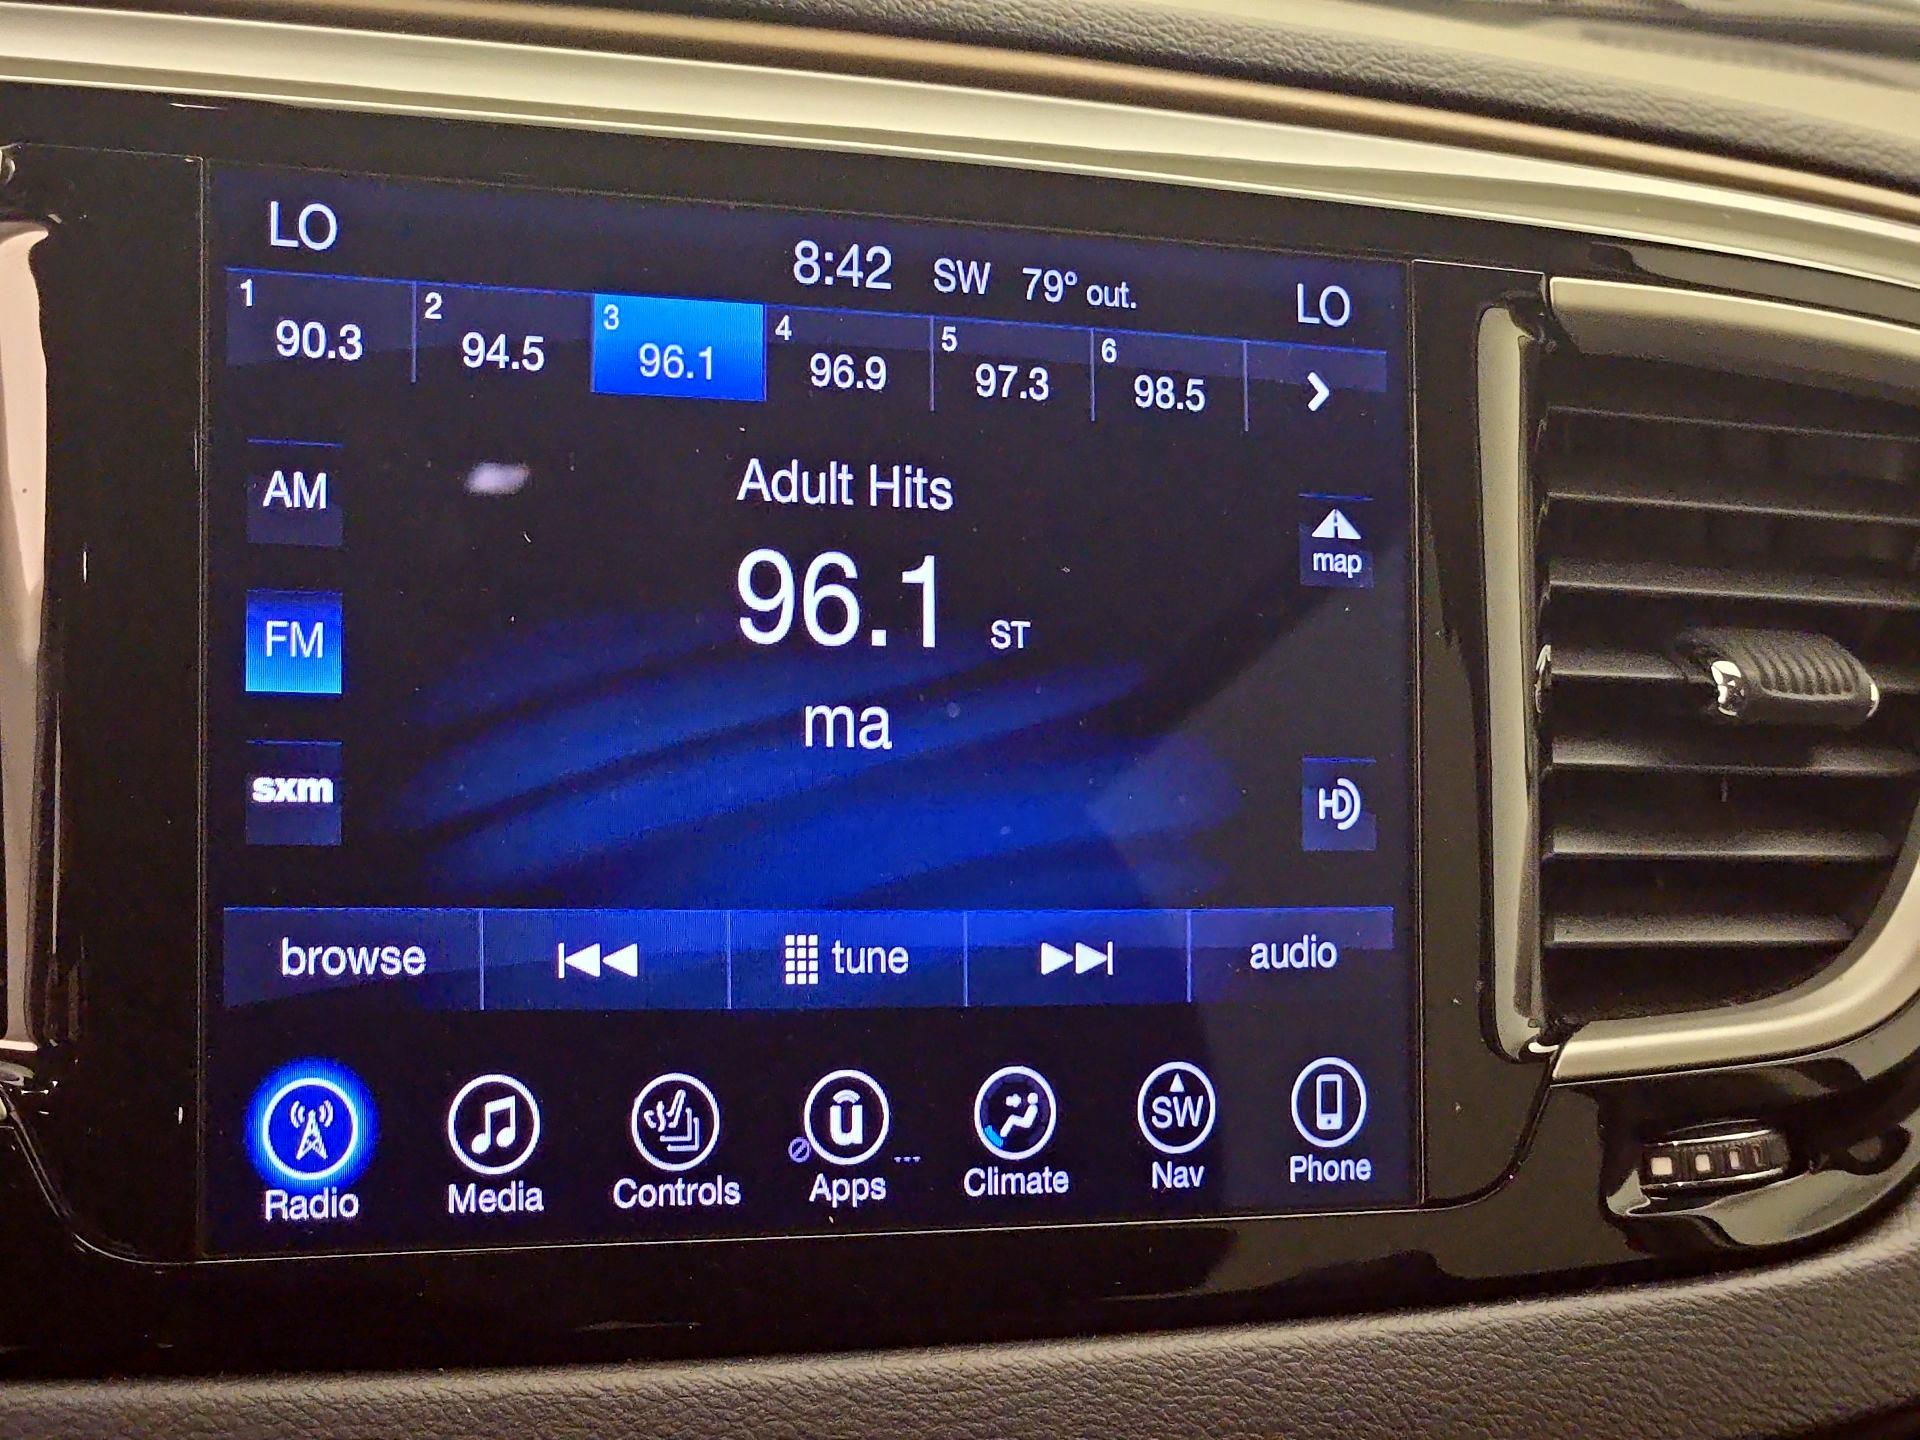 LO 8:42 SW 79° out. LO
1 90.3 2 94.5 3 96.1 4 96.9 5 97.3 6 98.5
AM
Adult Hits
map
FM
96.1 ST
ma
sxm
HD
browse tune audio
u SW
Radio Media Controls Apps Climate Nav Phone